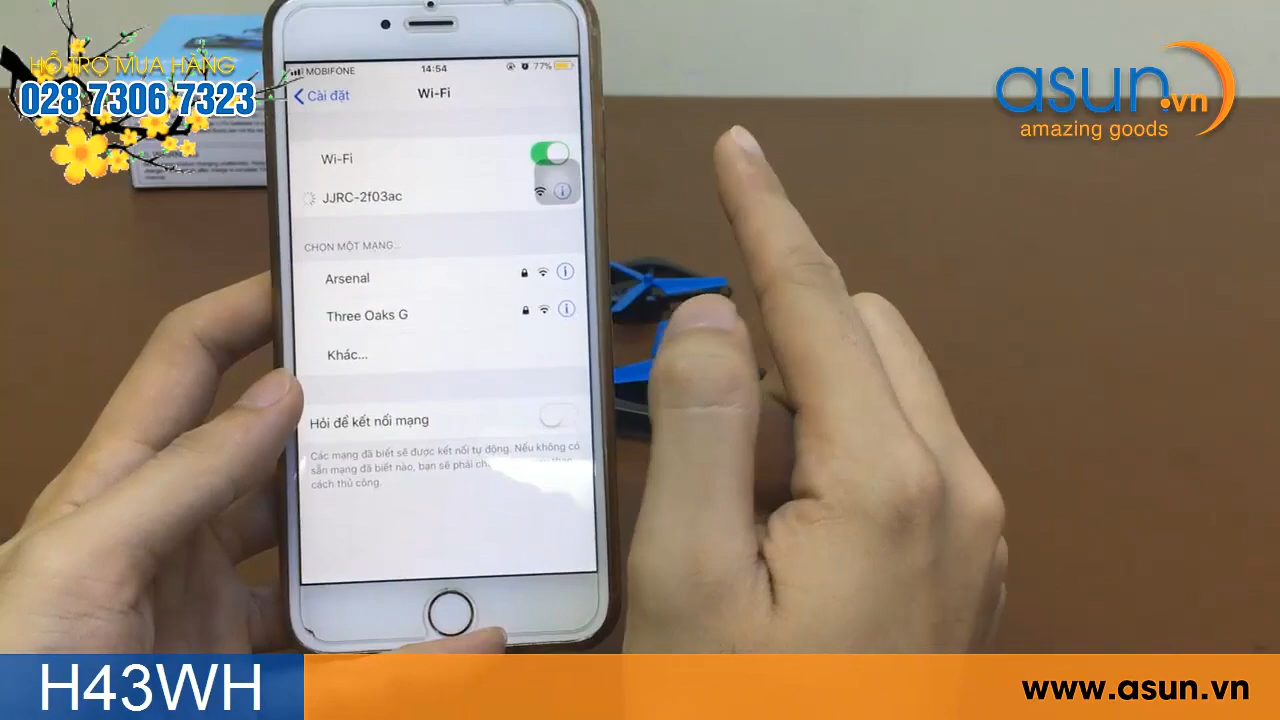 HỖ TRỢ MUA HÀNG
028 7306 7323
asun.vn
amazing goods
MOBIFONE
14:54
77%
Cài đặt
Wi-Fi
Wi-Fi
JJRC-2f03ac
CHỌN MỘT MẠNG...
Arsenal
Three Oaks G
Khác...
Hỏi để kết nối mạng
Các mạng đã biết sẽ được kết nối tự động. Nếu không có
sẵn mạng đã biết nào, bạn sẽ phải
cách thủ công.
H43WH
www.asun.vn